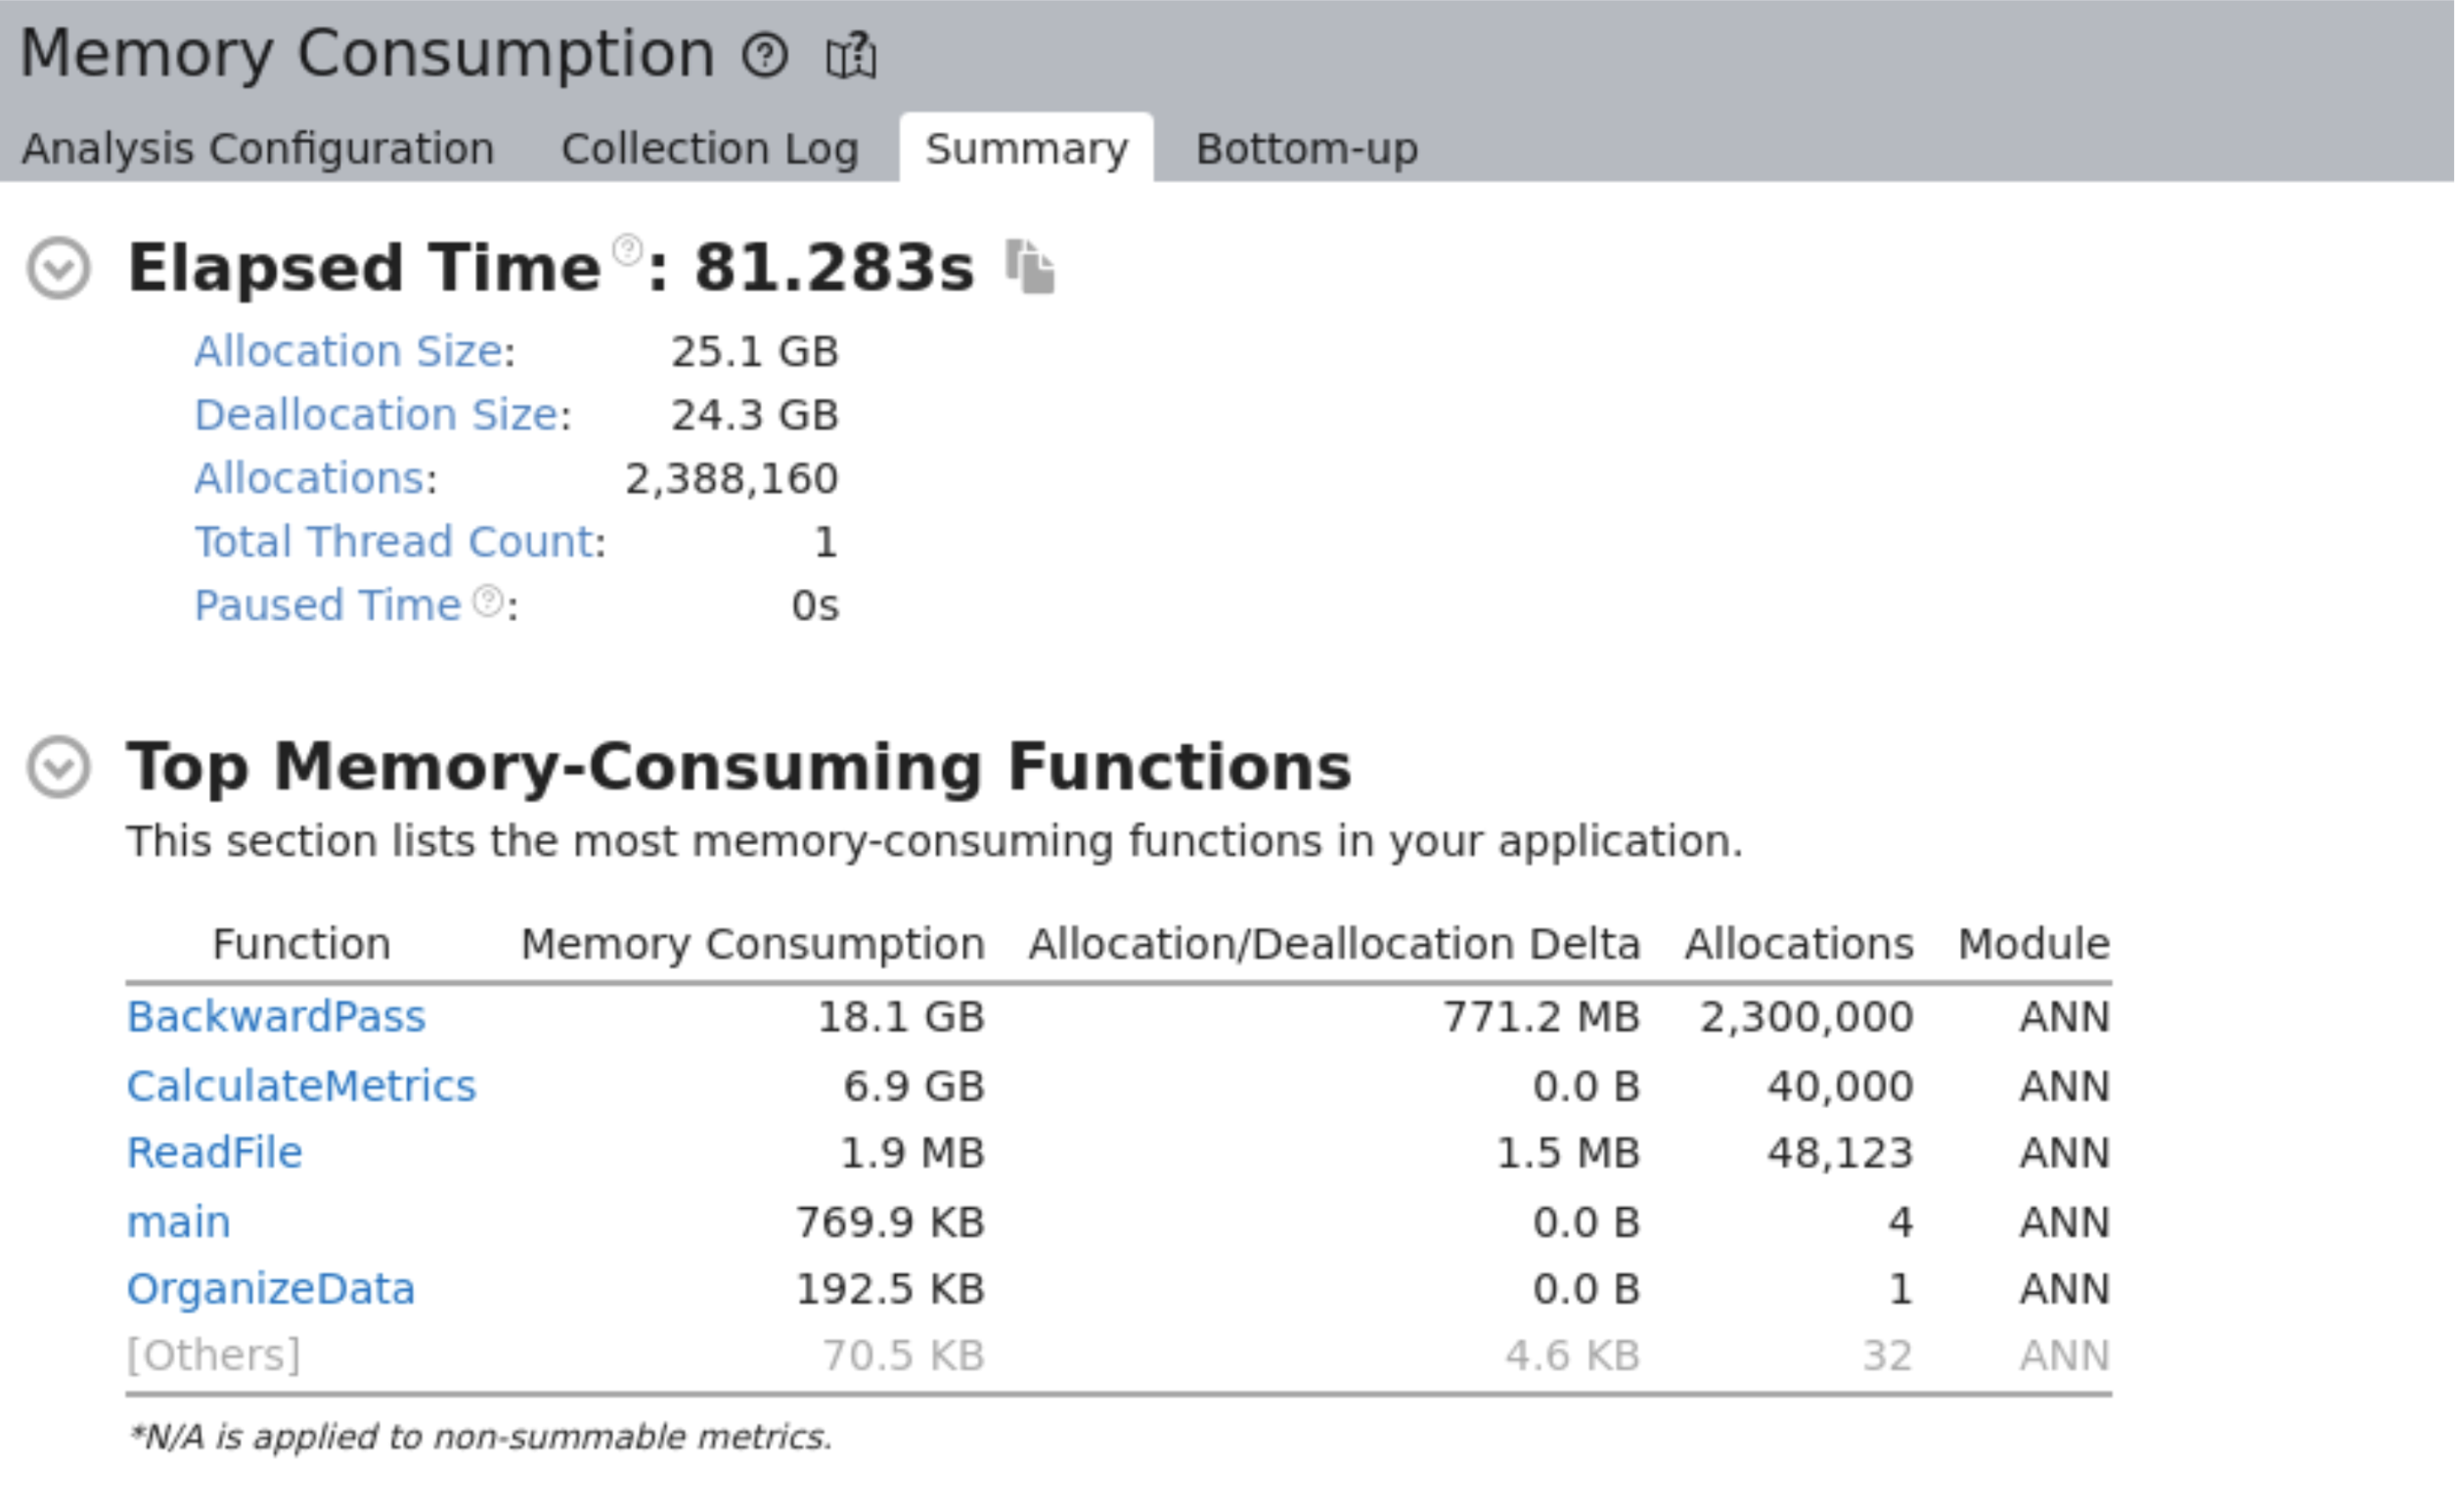 Memory Consumption
Analysis Configuration Collection Log Summary Bottom-up
Elapsed Time: 81.283s
Allocation Size: 25.1 GB
Deallocation Size: 24.3 GB
Allocations: 2,388,160
Total Thread Count: 1
Paused Time: 0s
Top Memory-Consuming Functions
This section lists the most memory-consuming functions in your application.
Function Memory Consumption Allocation/Deallocation Delta Allocations Module
BackwardPass 18.1 GB 771.2 MB 2,300,000 ANN
CalculateMetrics 6.9 GB 0.0 B 40,000 ANN
ReadFile 1.9 MB 1.5 MB 48,123 ANN
main 769.9 KB 0.0 B 4 ANN
OrganizeData 192.5 KB 0.0 B 1 ANN
[Others] 70.5 KB 4.6 KB 32 ANN
*N/A is applied to non-summable metrics.